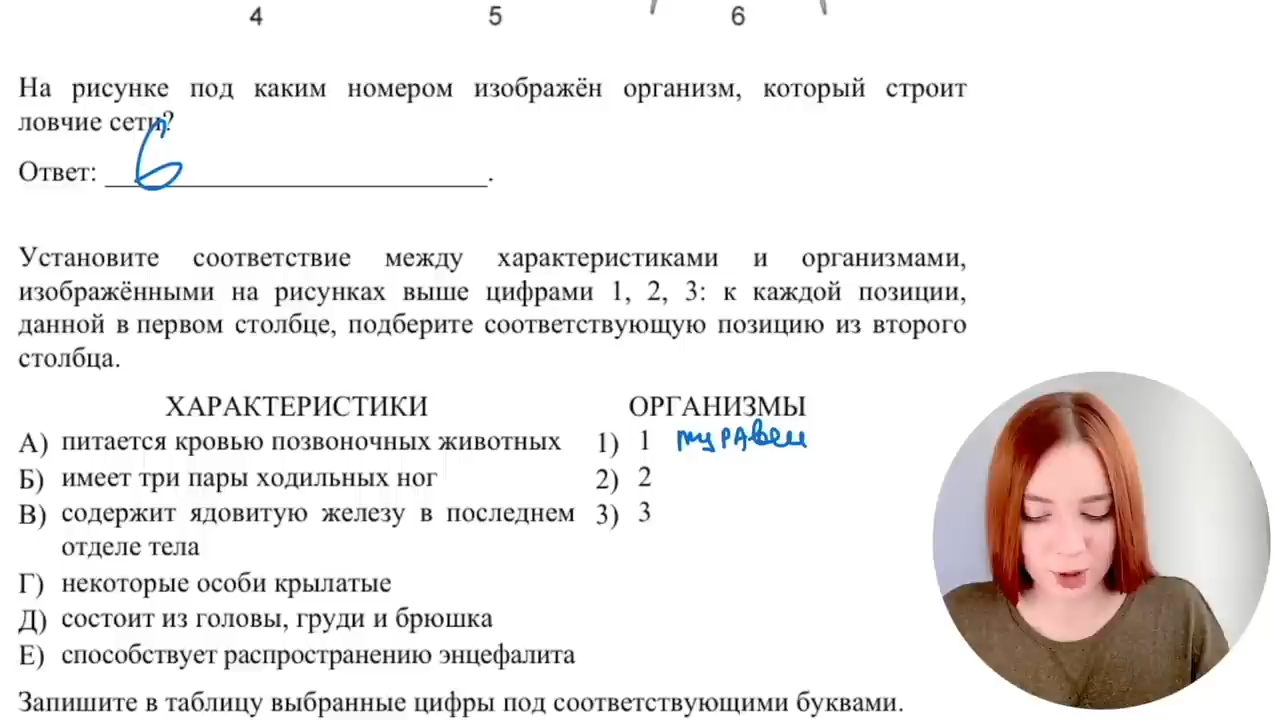 4 5 6
На рисунке под каким номером изображён организм, который строит
ловчие сети?
Ответ: 6.
Установите соответствие между характеристиками и организмами,
изображёнными на рисунках выше цифрами 1, 2, 3: к каждой позиции,
данной в первом столбце, подберите соответствующую позицию из второго
столбца.
ХАРАКТЕРИСТИКИ ОРГАНИЗМЫ
А) питается кровью позвоночных животных 1) 1 муравей
Б) имеет три пары ходильных ног 2) 2
В) содержит ядовитую железу в последнем 3) 3
отделе тела
Г) некоторые особи крылатые
Д) состоит из головы, груди и брюшка
Е) способствует распространению энцефалита
Запишите в таблицу выбранные цифры под соответствующими буквами.